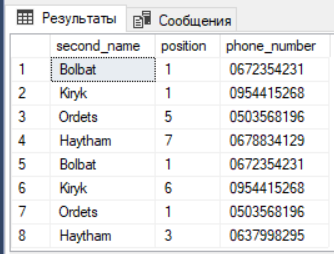 Результаты Сообщения
second_name position phone_number
1 Bolbat 1 0672354231
2 Kiryk 1 0954415268
3 Ordets 5 0503568196
4 Haytham 7 0678834129
5 Bolbat 1 0672354231
6 Kiryk 6 0954415268
7 Ordets 1 0503568196
8 Haytham 3 0637998295